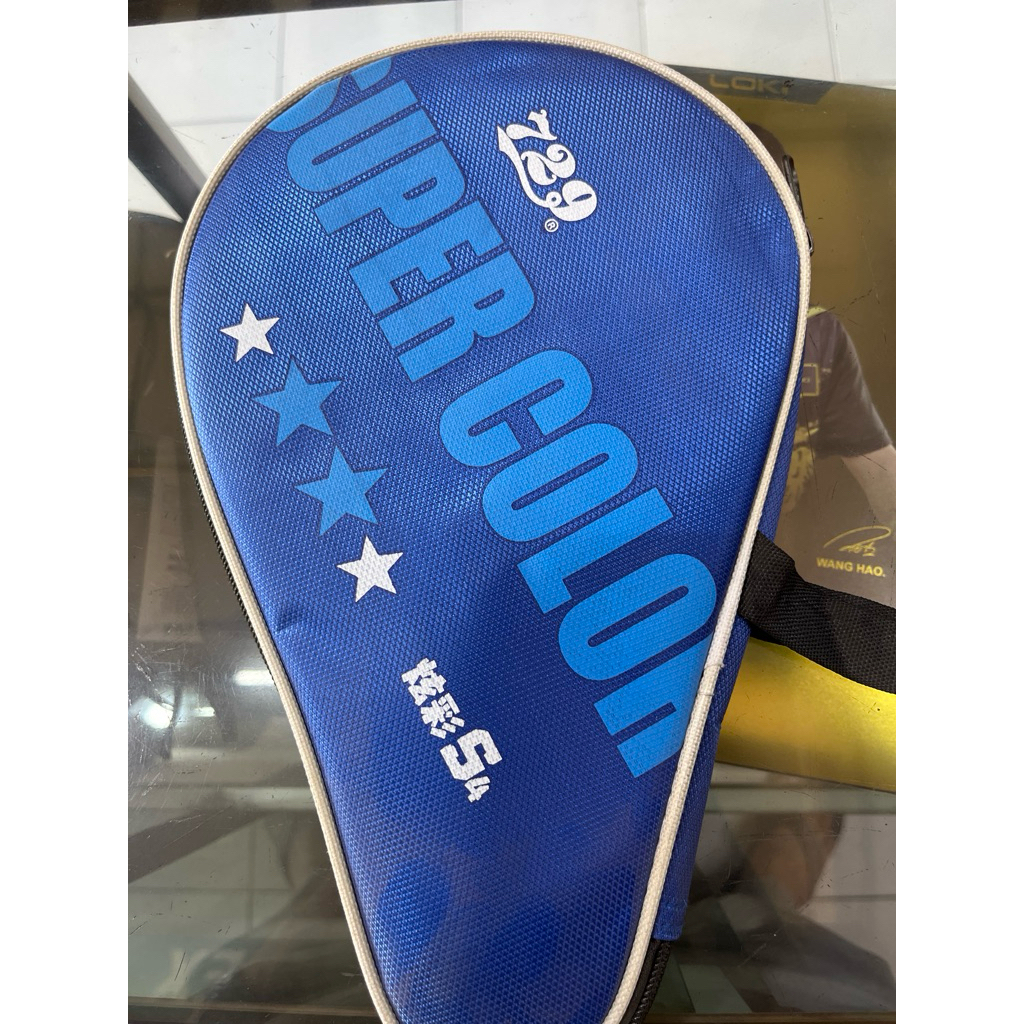 729®
SUPER COLOR
炫彩S4
LOKI
WANG HAO.